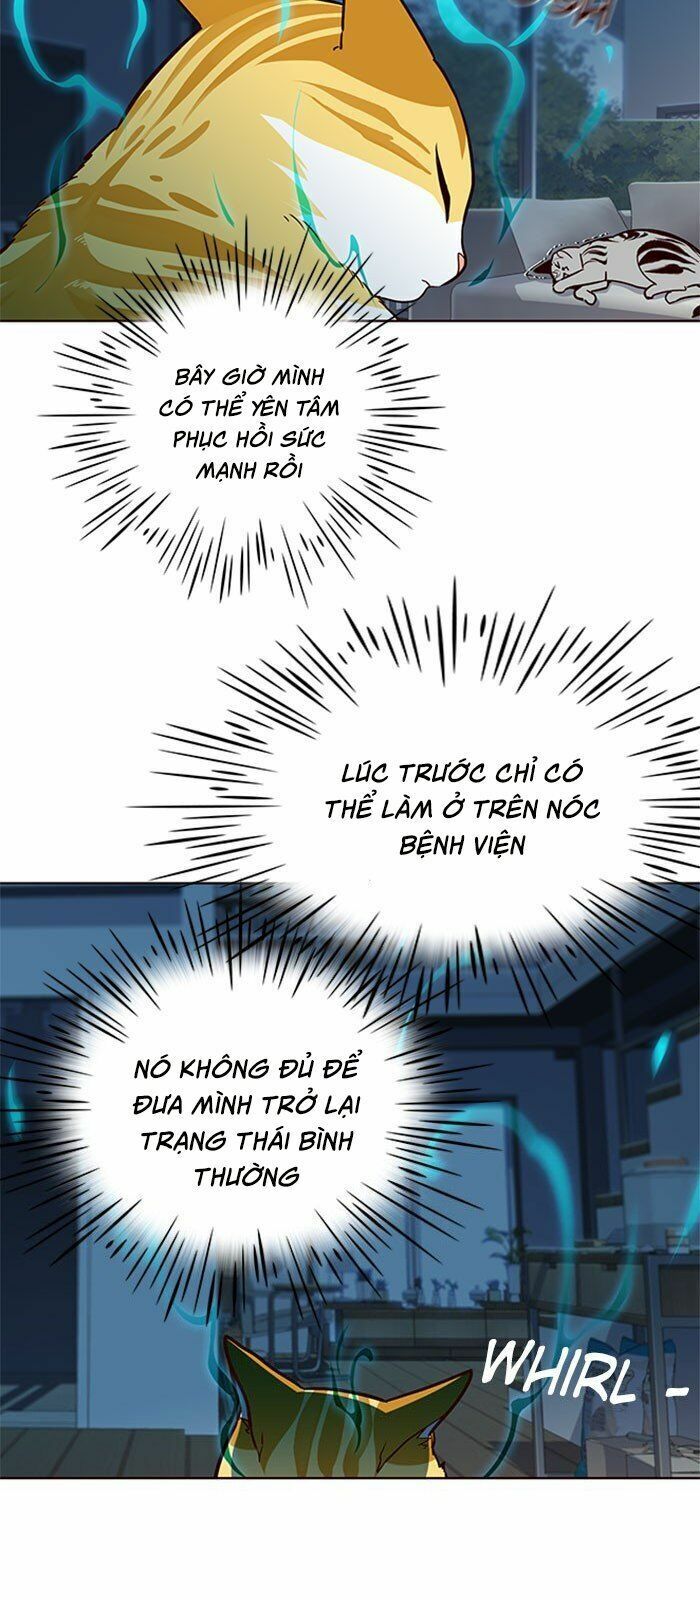 BÂY GIỜ MÌNH
CÓ THỂ YÊN TÂM
PHỤC HỒI SỨC
MẠNH RỒI
LÚC TRƯỚC CHỈ CÓ
THỂ LÀM Ở TRÊN NÓC
BỆNH VIỆN
NÓ KHÔNG ĐỦ ĐỂ
ĐƯA MÌNH TRỞ LẠI
TRẠNG THÁI BÌNH
THƯỜNG
WHIRL -